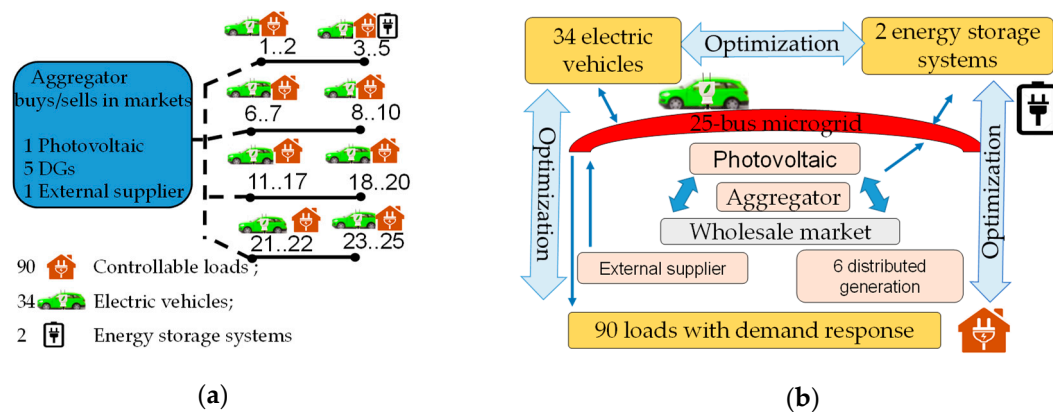 1..2
3..5
Aggregator
buys/sells in markets
1 Photovoltaic
5 DGs
1 External supplier
6..7
8..10
11..17
18..20
21..22
23..25
90 Controllable loads ;
34 Electric vehicles;
2 Energy storage systems
(a)
34 electric
vehicles
Optimization
2 energy storage
systems
Optimization
25-bus microgrid
Optimization
Photovoltaic
Aggregator
Wholesale market
External supplier
6 distributed
generation
90 loads with demand response
(b)